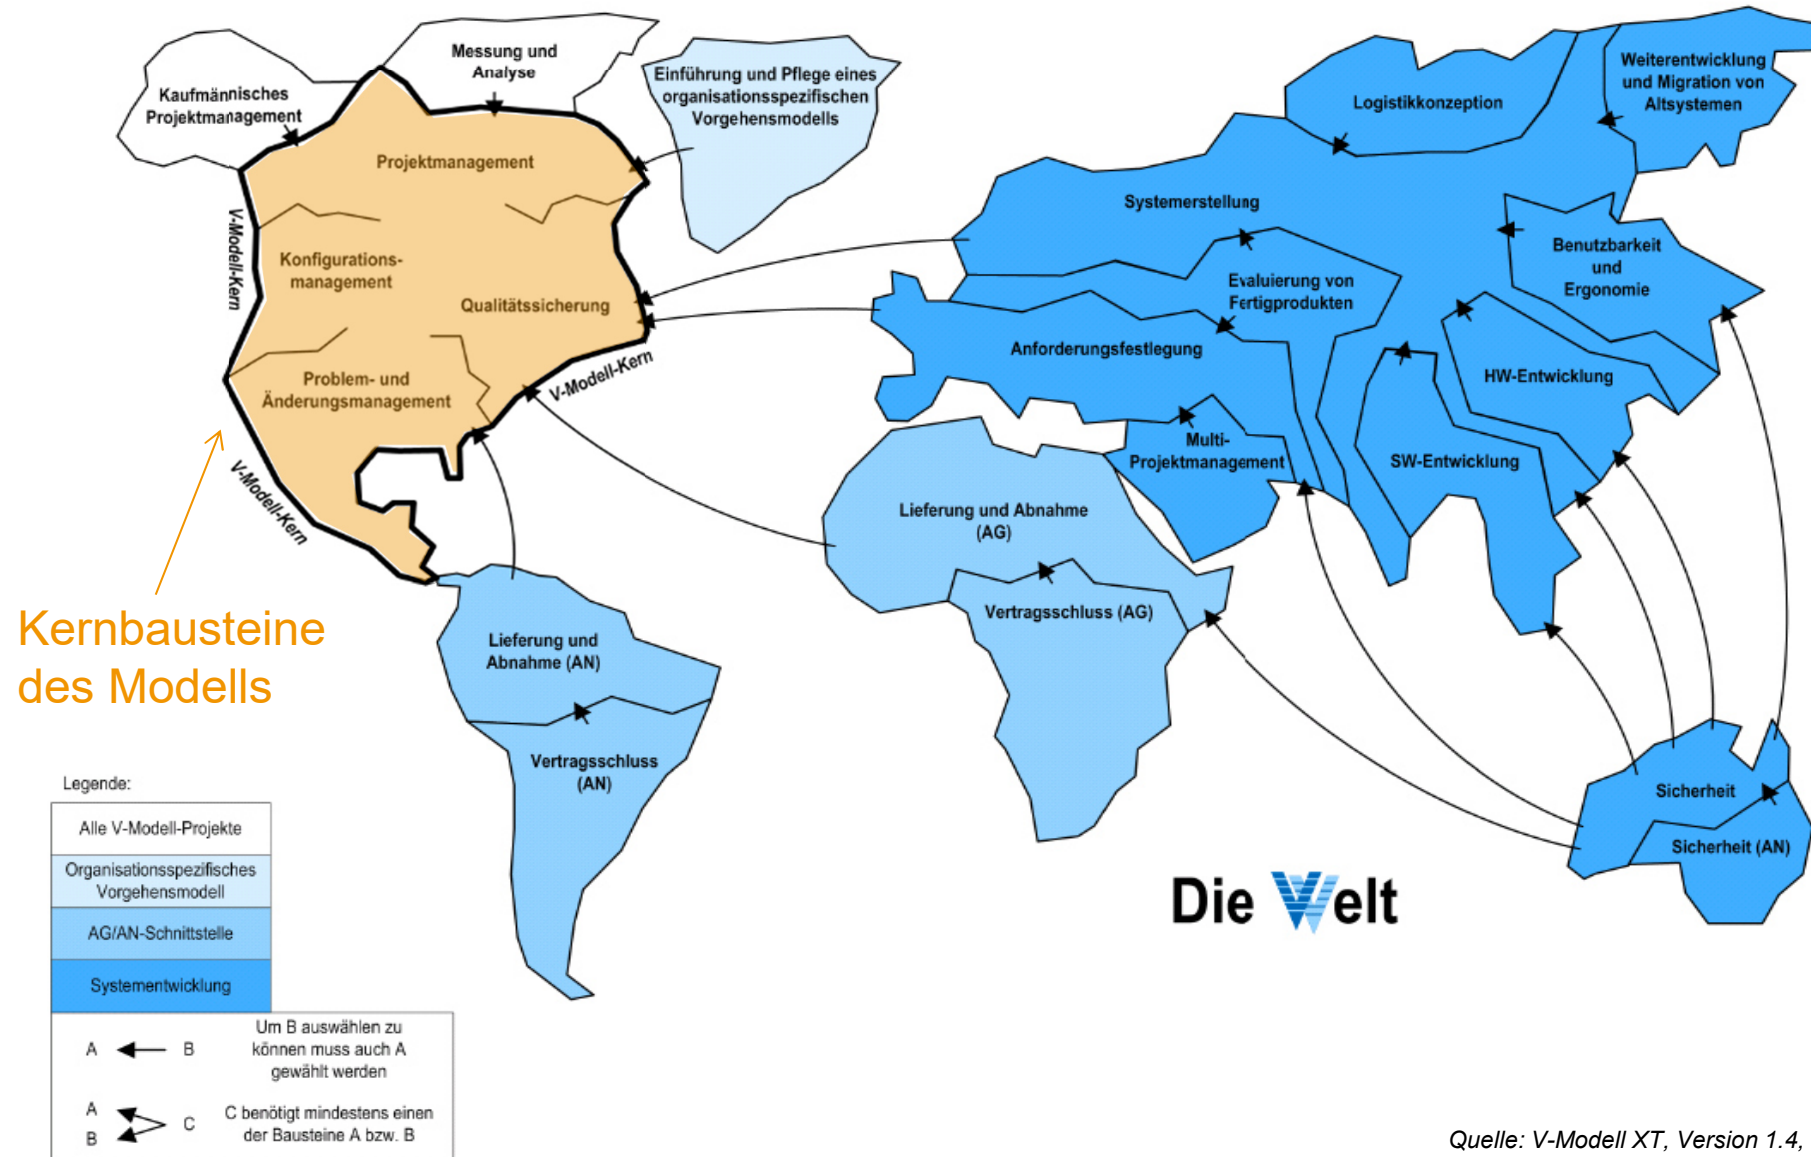 Messung und
Analyse
Kaufmännisches
Projektmanagement
Einführung und Pflege eines
organisationsspezifischen
Vorgehensmodells
Logistikkonzeption
Weiterentwicklung
und Migration von
Altsystemen
Projektmanagement
V-Modell-Kern
Konfigurations-
management
Qualitätssicherung
Problem- und
Änderungsmanagement
V-Modell-Kern
V-Modell-Kern
Systemerstellung
Evaluierung von
Fertigprodukten
Benutzbarkeit
und
Ergonomie
Anforderungsfestlegung
HW-Entwicklung
Multi-
Projektmanagement
SW-Entwicklung
Lieferung und Abnahme
(AG)
Vertragsschluss (AG)
Kernbausteine
des Modells
Lieferung und
Abnahme (AN)
Vertragsschluss
(AN)
Sicherheit
Sicherheit (AN)
Die Welt
Legende:
Alle V-Modell-Projekte
Organisationsspezifisches
Vorgehensmodell
AG/AN-Schnittstelle
Systementwicklung
A B
Um B auswählen zu
können muss auch A
gewählt werden
A
B
C
C benötigt mindestens einen
der Bausteine A bzw. B
Quelle: V-Modell XT, Version 1.4,